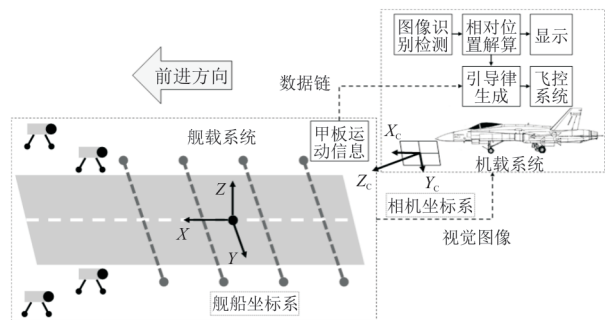 图像识
别检测
相对位
置解算
显示
引导律
生成
飞控
系统
前进方向
数据链
舰载系统
甲板运
动信息
X_C
Z_C
Y_C
机载系统
相机坐标系
视觉图像
Z
X
Y
舰船坐标系